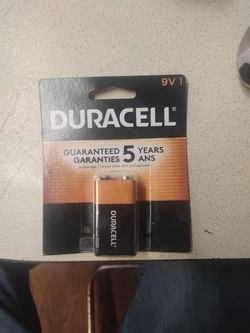 9V 1
DURACELL
GUARANTEED 5 YEARS
GARANTIES ANS
DURACELL